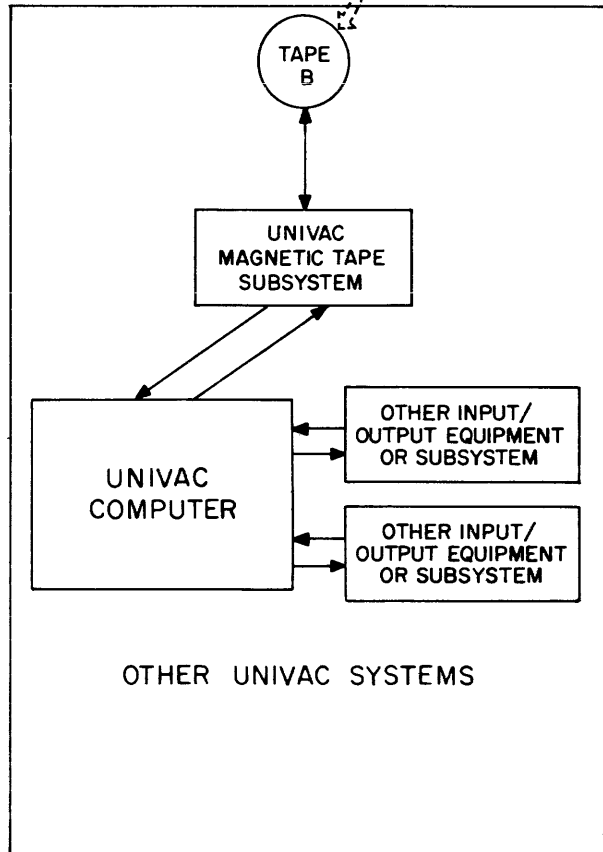 TAPE
B
UNIVAC
MAGNETIC TAPE
SUBSYSTEM
UNIVAC
COMPUTER
OTHER INPUT/
OUTPUT EQUIPMENT
OR SUBSYSTEM
OTHER INPUT/
OUTPUT EQUIPMENT
OR SUBSYSTEM
OTHER UNIVAC SYSTEMS